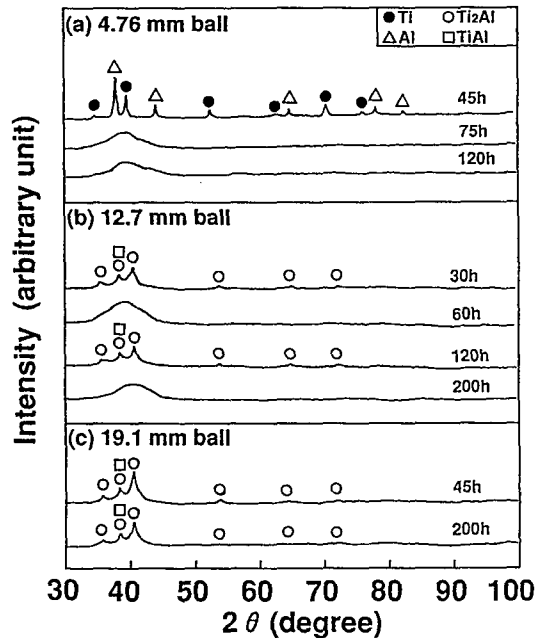 (a) 4.76 mm ball
● Ti ○ Ti2Al
△ Al □ TiAl
45h
75h
120h
(b) 12.7 mm ball
30h
60h
120h
200h
(c) 19.1 mm ball
45h
200h
Intensity (arbitrary unit)
30 40 50 60 70 80 90 100
2 θ (degree)